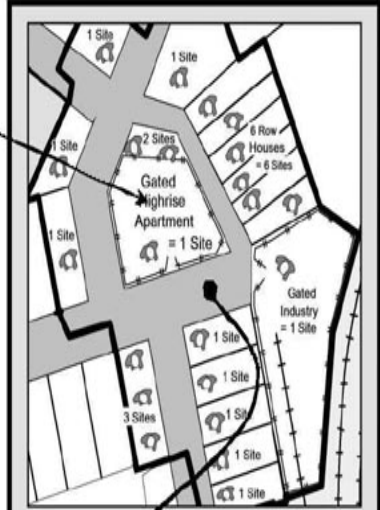 1 Site
1 Site
1 Site
2 Sites
6 Row
Houses
= 6 Sites
Gated
Highrise
Apartment
= 1 Site
1 Site
Gated
Industry
= 1 Site
1 Site
1 Site
3 Sites
1 Site
1 Site
1 Site